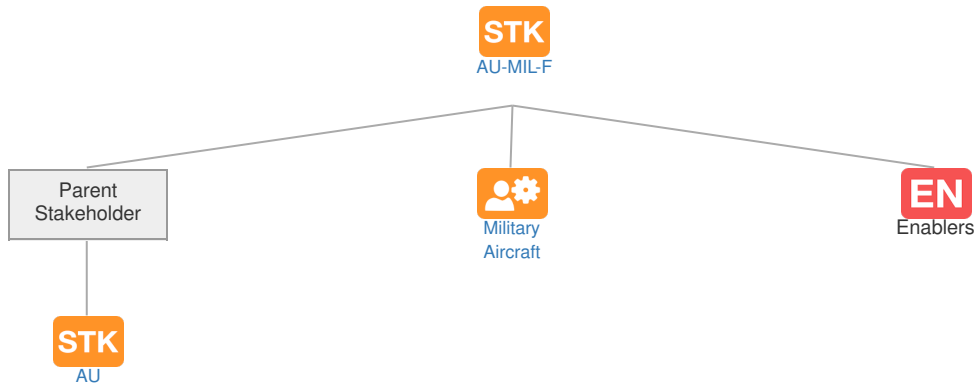 STK
AU-MIL-F
Parent
Stakeholder
Military
Aircraft
EN
Enablers
STK
AU